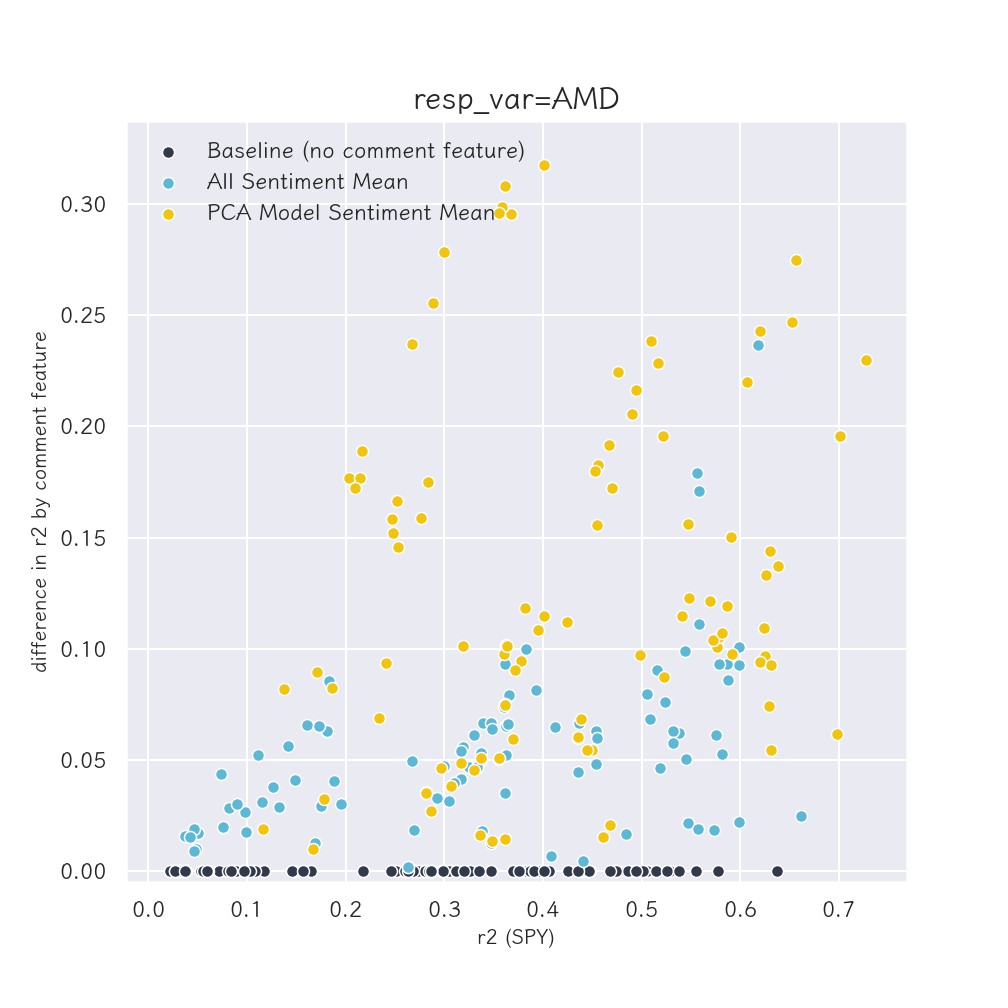 resp_var=AMD
Baseline (no comment feature)
All Sentiment Mean
PCA Model Sentiment Mean
0.30
0.25
0.20
0.15
0.10
0.05
0.00
difference in r2 by comment feature
0.0 0.1 0.2 0.3 0.4 0.5 0.6 0.7
r2 (SPY)